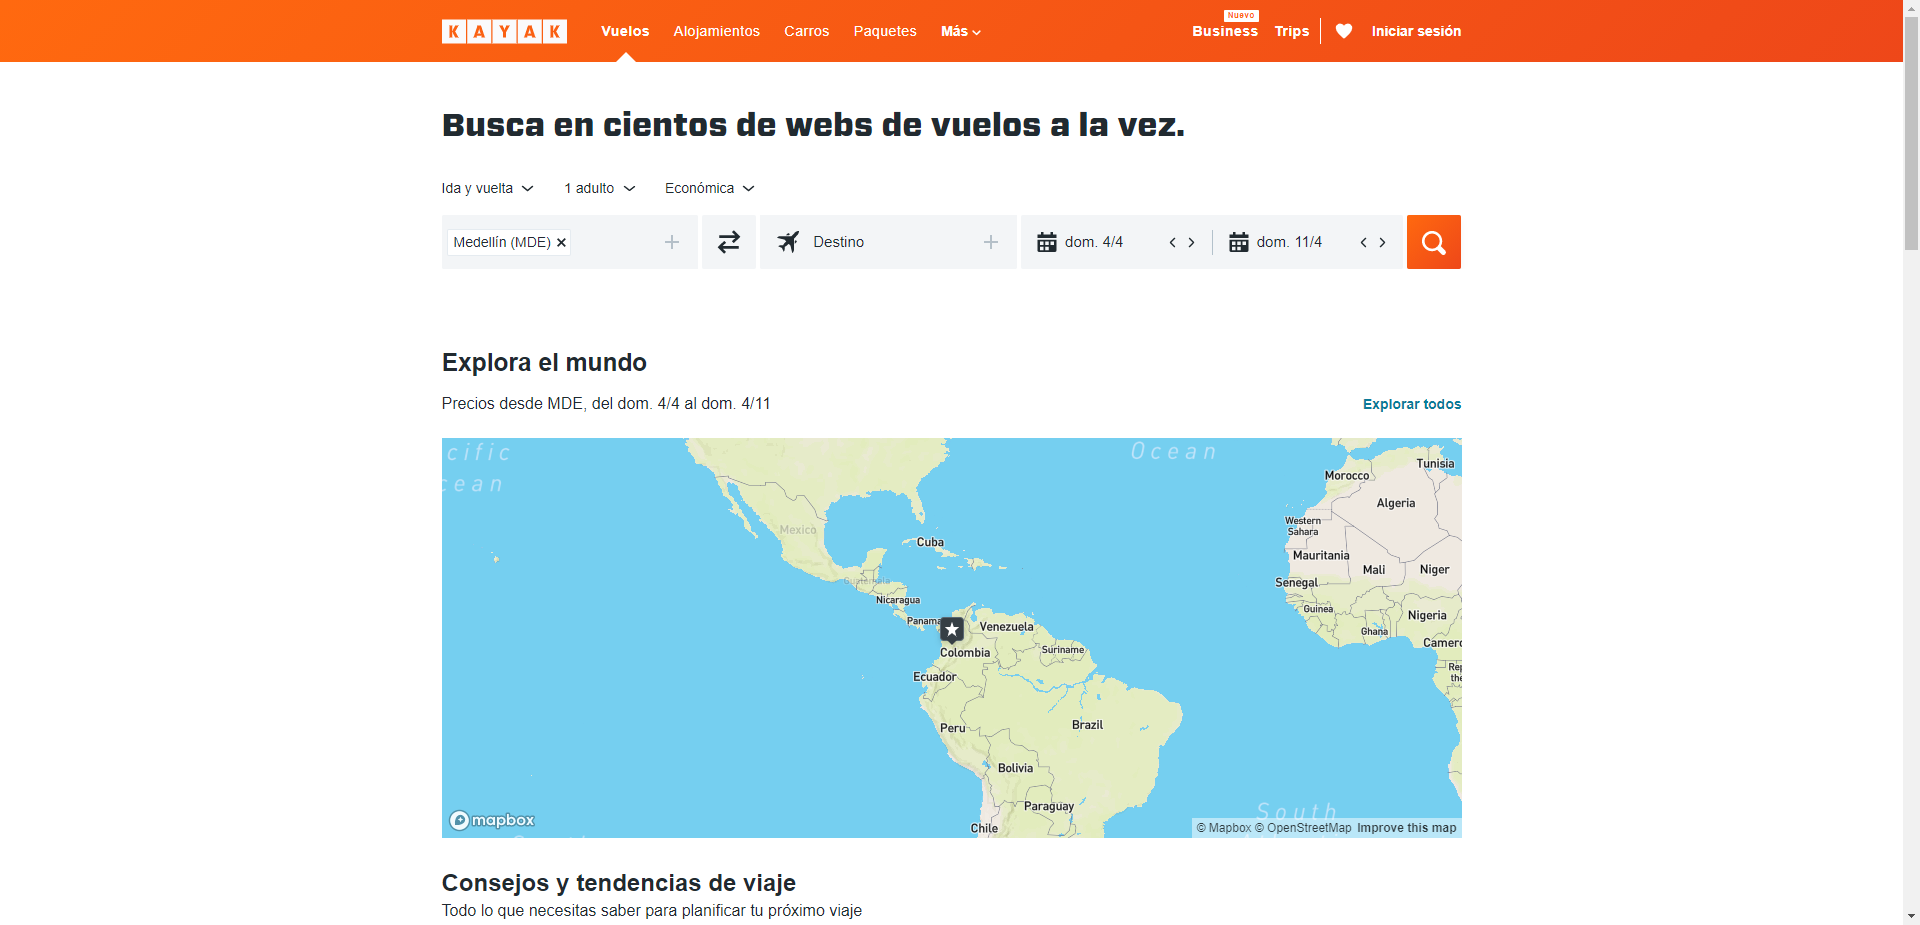 KAYAK
Vuelos
Alojamientos
Carros
Paquetes
Más
Nuevo
Business
Trips
Iniciar sesión
Busca en cientos de webs de vuelos a la vez.
Ida y vuelta
1 adulto
Económica
Medellín (MDE)
Destino
dom. 4/4
dom. 11/4
Explora el mundo
Precios desde MDE, del dom. 4/4 al dom. 4/11
Explorar todos
cific
cean
Ocean
Tunisia
Morocco
Algeria
Mexico
Western
Sahara
Cuba
Mauritania
Mali
Niger
Guatemala
Senegal
Nicaragua
Guinea
Nigeria
Panama
Venezuela
Ghana
Camero
Colombia
Suriname
Rep
the
Ecuador
Brazil
Peru
Bolivia
Paraguay
South
Chile
mapbox
© Mapbox © OpenStreetMap Improve this map
Consejos y tendencias de viaje
Todo lo que necesitas saber para planificar tu próximo viaje